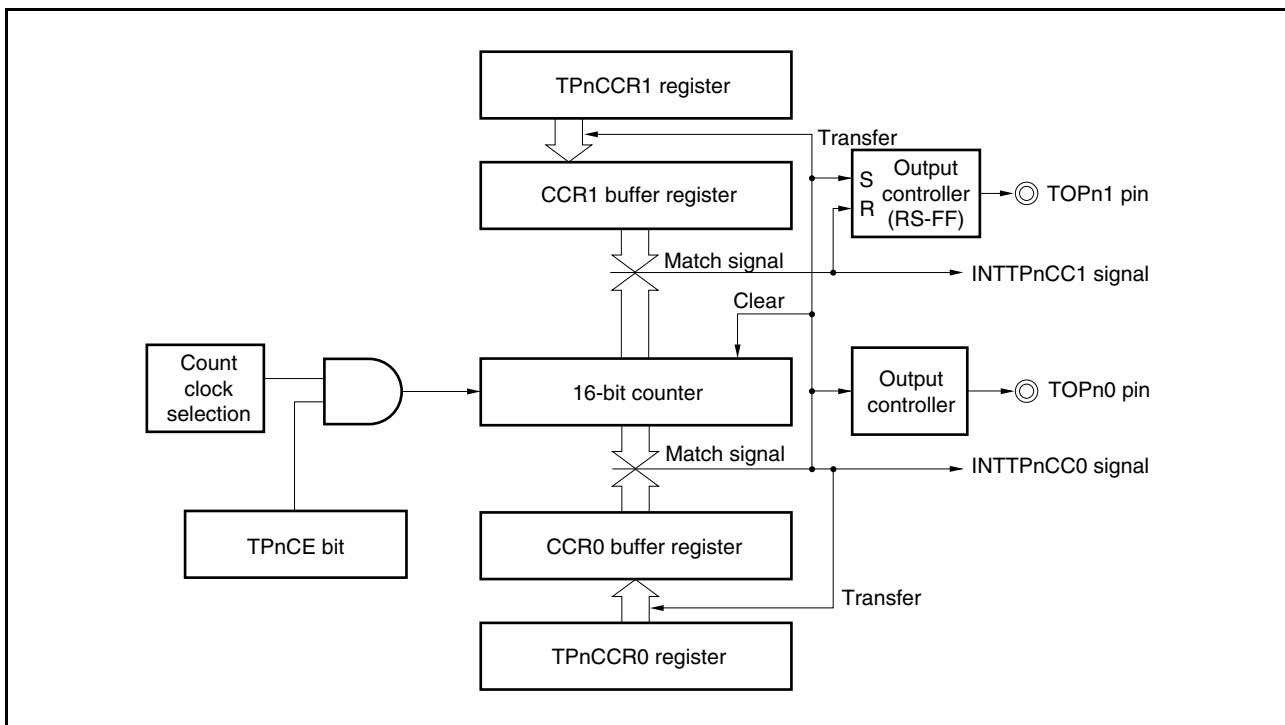 TPnCCR1 register
Transfer
CCR1 buffer register
S
R
Output
controller
(RS-FF)
TOPn1 pin
Match signal
INTTPnCC1 signal
Clear
Count
clock
selection
16-bit counter
Output
controller
TOPn0 pin
Match signal
INTTPnCC0 signal
TPnCE bit
CCR0 buffer register
Transfer
TPnCCR0 register